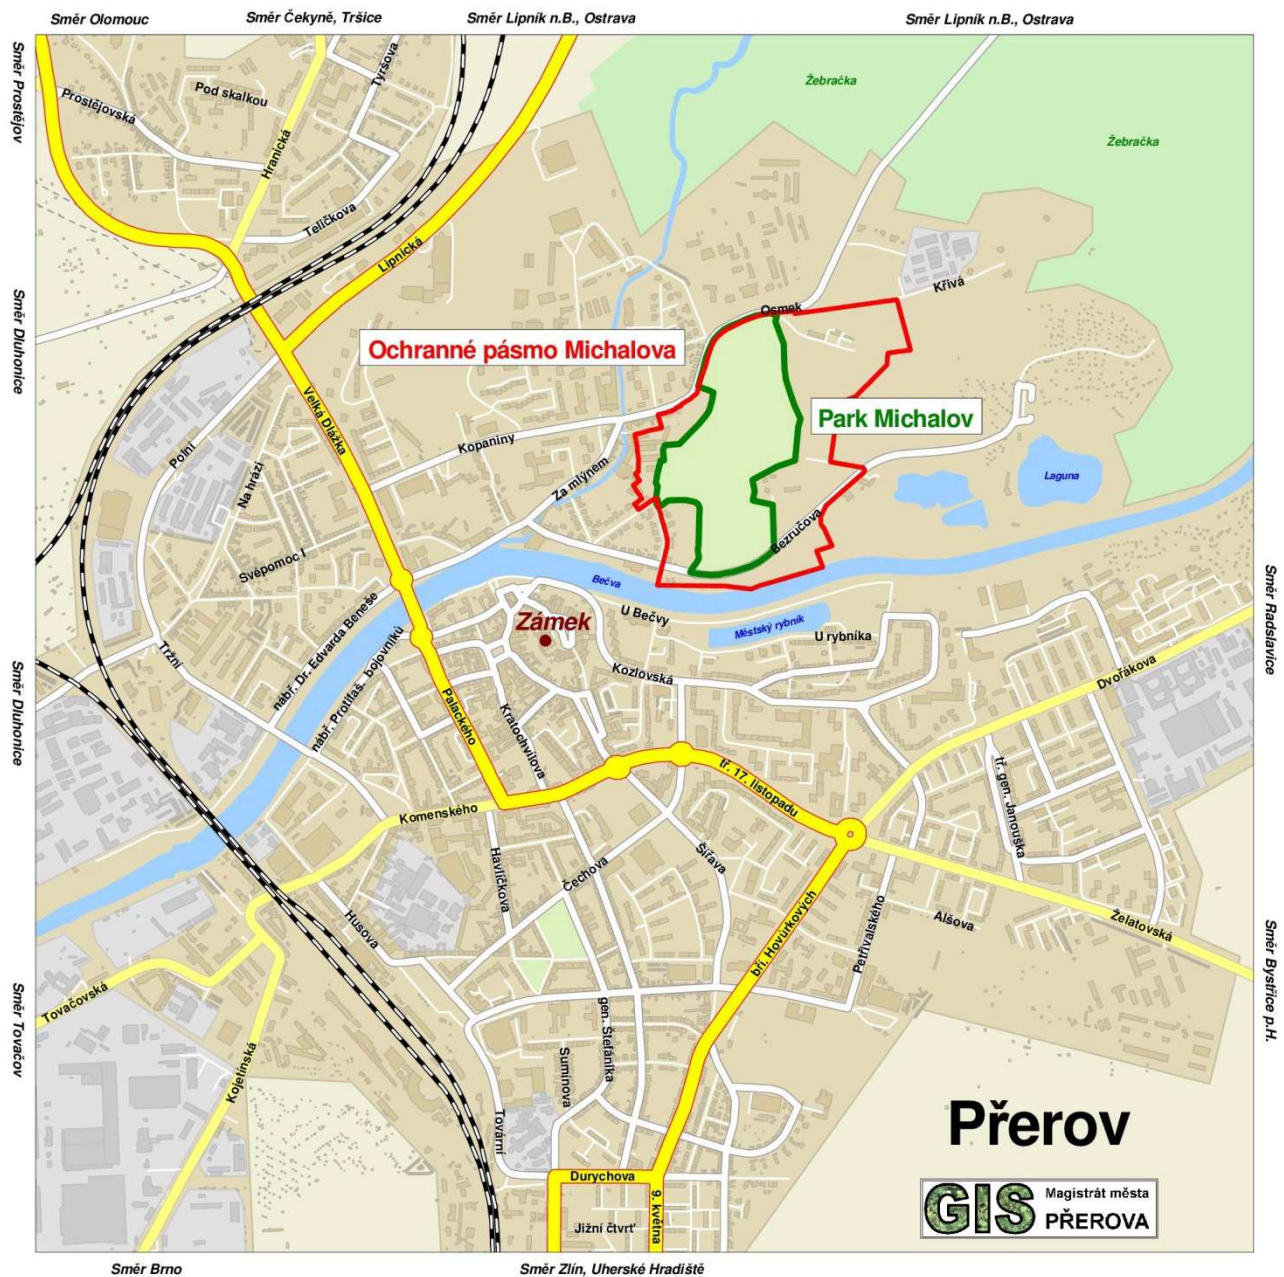 Směr Olomouc
Směr Čekyně, Tršice
Směr Lipník n.B., Ostrava
Směr Lipník n.B., Ostrava
Směr Prostějov
Směr Dluhonice
Směr Dluhonice
Směr Tovačov
Prostějovská
Pod skalkou
Tyršova
Hranická
Teličkova
Lipnická
Žebračka
Žebračka
Osmek
Křivá
Ochranné pásmo Michalova
Park Michalov
Velká Dlážka
Polní
Na hrázi
Kopaniny
Za mlýnem
Laguna
Bezručova
Svépomoc I
Bečva
U Bečvy
Městský rybník
U rybníka
Zámek
nábř. Dr. Edvarda Beneše
nábř. Protifaš. bojovníků
Tržní
Kozlovská
Dvořákova
Palackého
Kratochvílova
tř. 17. listopadu
tř. gen. Janouška
Komenského
Havlíčkova
Čechova
Šířava
Husova
bří. Hovůrkových
Petřivalského
Alšova
Želatovská
Tovačovská
Kojetínská
gen. Štefánika
Sumínova
Tovární
Durychova
9. května
Jižní čtvrť
Směr Radslavice
Směr Bystřice p.H.
Přerov
GIS
Magistrát města
PŘEROVA
Směr Brno
Směr Zlín, Uherské Hradiště